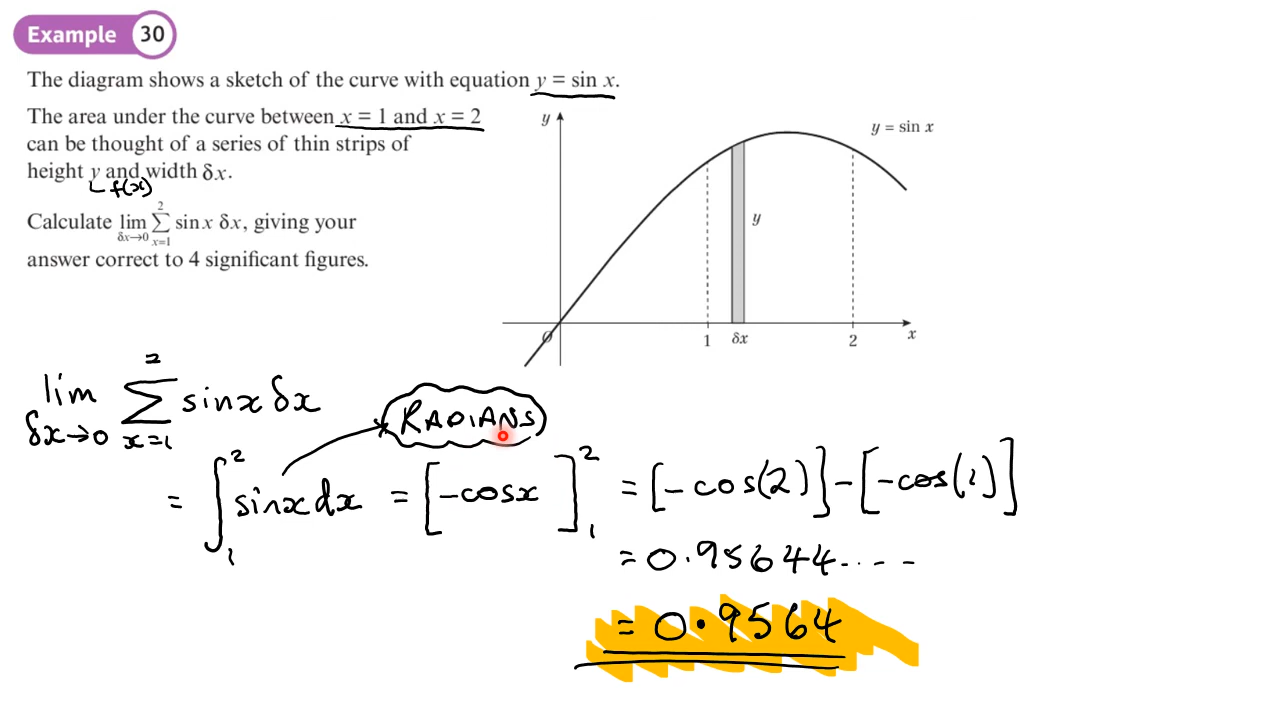 Example 30
The diagram shows a sketch of the curve with equation y = sin x.
The area under the curve between x = 1 and x = 2
can be thought of a series of thin strips of
height y and width δx.
f(x)
Calculate lim δx→0 ∑ x=1 2 sin x δx, giving your
answer correct to 4 significant figures.
y
y = sin x
y
O
1 δx 2 x
lim δx→0 ∑ x=1 2 sinx δx
RADIANS
= ∫ 1 2 sinx dx = [-cosx] 1 2 = [-cos(2)] - [-cos(1)]
= 0.95644....
= 0.9564